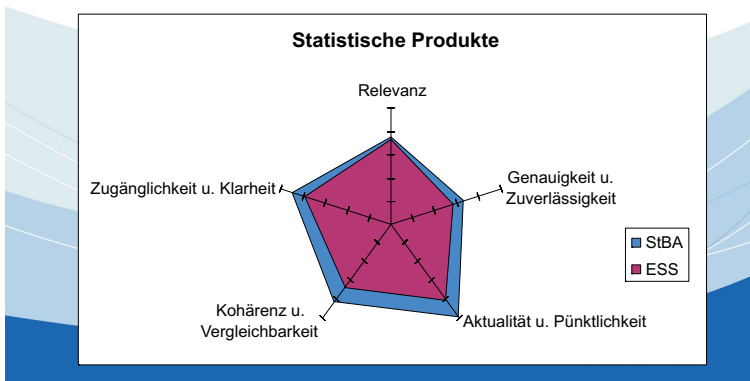 Statistische Produkte
Relevanz
Genauigkeit u.
Zuverlässigkeit
Aktualität u. Pünktlichkeit
Kohärenz u.
Vergleichbarkeit
Zugänglichkeit u. Klarheit
StBA
ESS